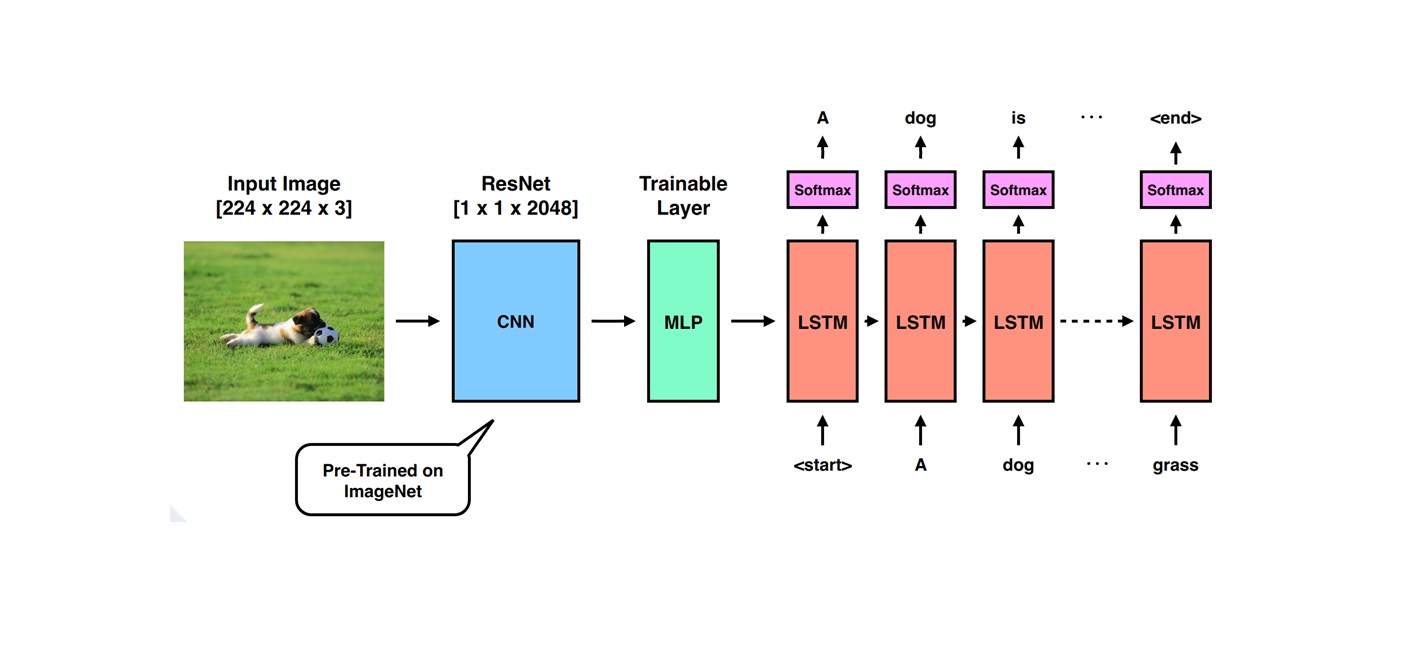 A dog is ... <end>
Softmax Softmax Softmax Softmax
Input Image
[224 x 224 x 3]
ResNet
[1 x 1 x 2048]
Trainable
Layer
CNN
MLP
LSTM LSTM LSTM LSTM
<start> A dog ... grass
Pre-Trained on
ImageNet